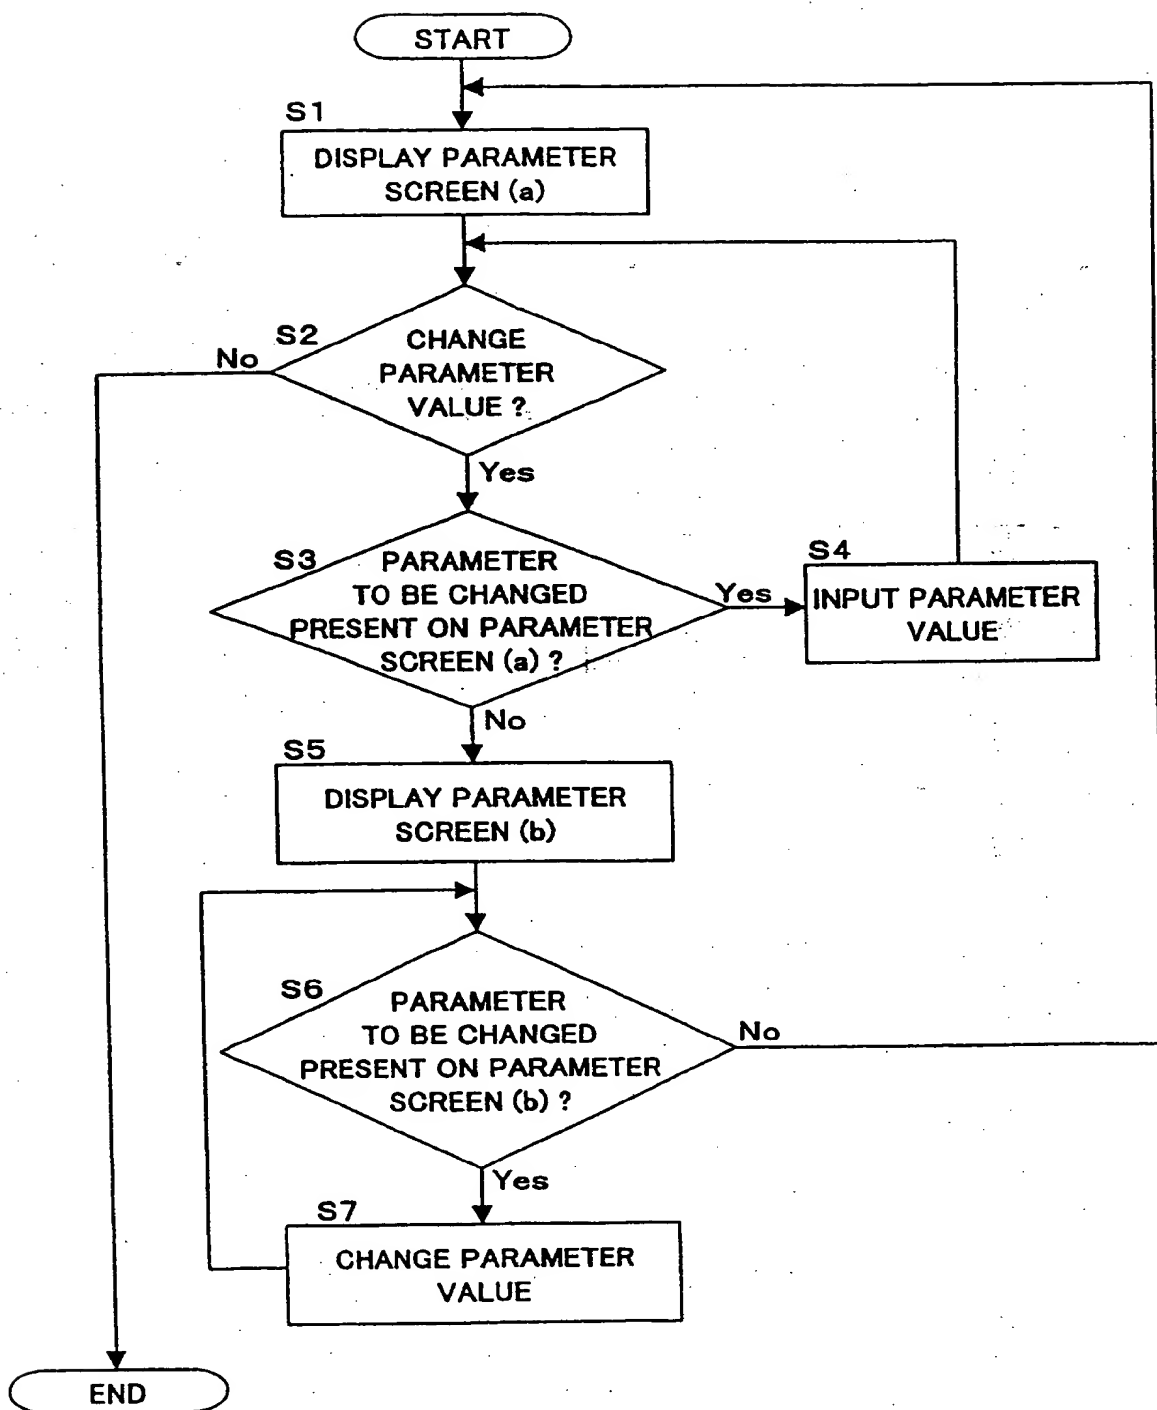 START
S1
DISPLAY PARAMETER
SCREEN (a)
S2
CHANGE
PARAMETER
VALUE ?
No
Yes
S3
PARAMETER
TO BE CHANGED
PRESENT ON PARAMETER
SCREEN (a) ?
Yes
S4
INPUT PARAMETER
VALUE
No
S5
DISPLAY PARAMETER
SCREEN (b)
S6
PARAMETER
TO BE CHANGED
PRESENT ON PARAMETER
SCREEN (b) ?
No
Yes
S7
CHANGE PARAMETER
VALUE
END